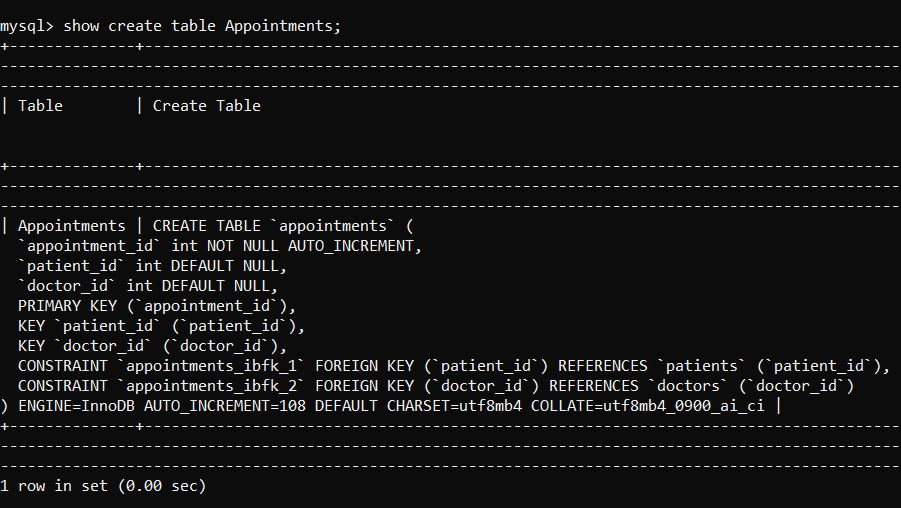 mysql> show create table Appointments;
+--------------+------------------------------------------------------------------------------------
----------------------------------------------------------------------------------------------------
----------------------------------------------------------------------------------------------------
| Table        | Create Table
+--------------+------------------------------------------------------------------------------------
----------------------------------------------------------------------------------------------------
----------------------------------------------------------------------------------------------------
| Appointments | CREATE TABLE `appointments` (
  `appointment_id` int NOT NULL AUTO_INCREMENT,
  `patient_id` int DEFAULT NULL,
  `doctor_id` int DEFAULT NULL,
  PRIMARY KEY (`appointment_id`),
  KEY `patient_id` (`patient_id`),
  KEY `doctor_id` (`doctor_id`),
  CONSTRAINT `appointments_ibfk_1` FOREIGN KEY (`patient_id`) REFERENCES `patients` (`patient_id`),
  CONSTRAINT `appointments_ibfk_2` FOREIGN KEY (`doctor_id`) REFERENCES `doctors` (`doctor_id`)
) ENGINE=InnoDB AUTO_INCREMENT=108 DEFAULT CHARSET=utf8mb4 COLLATE=utf8mb4_0900_ai_ci |
+--------------+------------------------------------------------------------------------------------
----------------------------------------------------------------------------------------------------
----------------------------------------------------------------------------------------------------
1 row in set (0.00 sec)